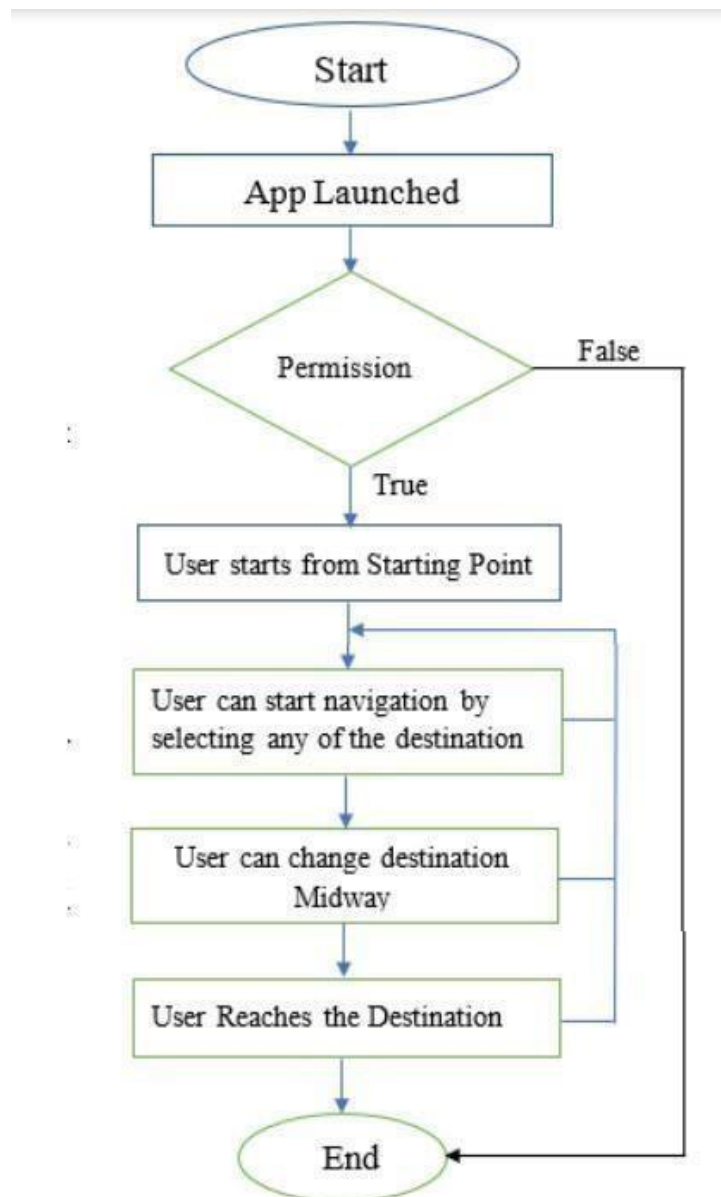 Start
App Launched
Permission
False
True
User starts from Starting Point
User can start navigation by
selecting any of the destination
User can change destination
Midway
User Reaches the Destination
End